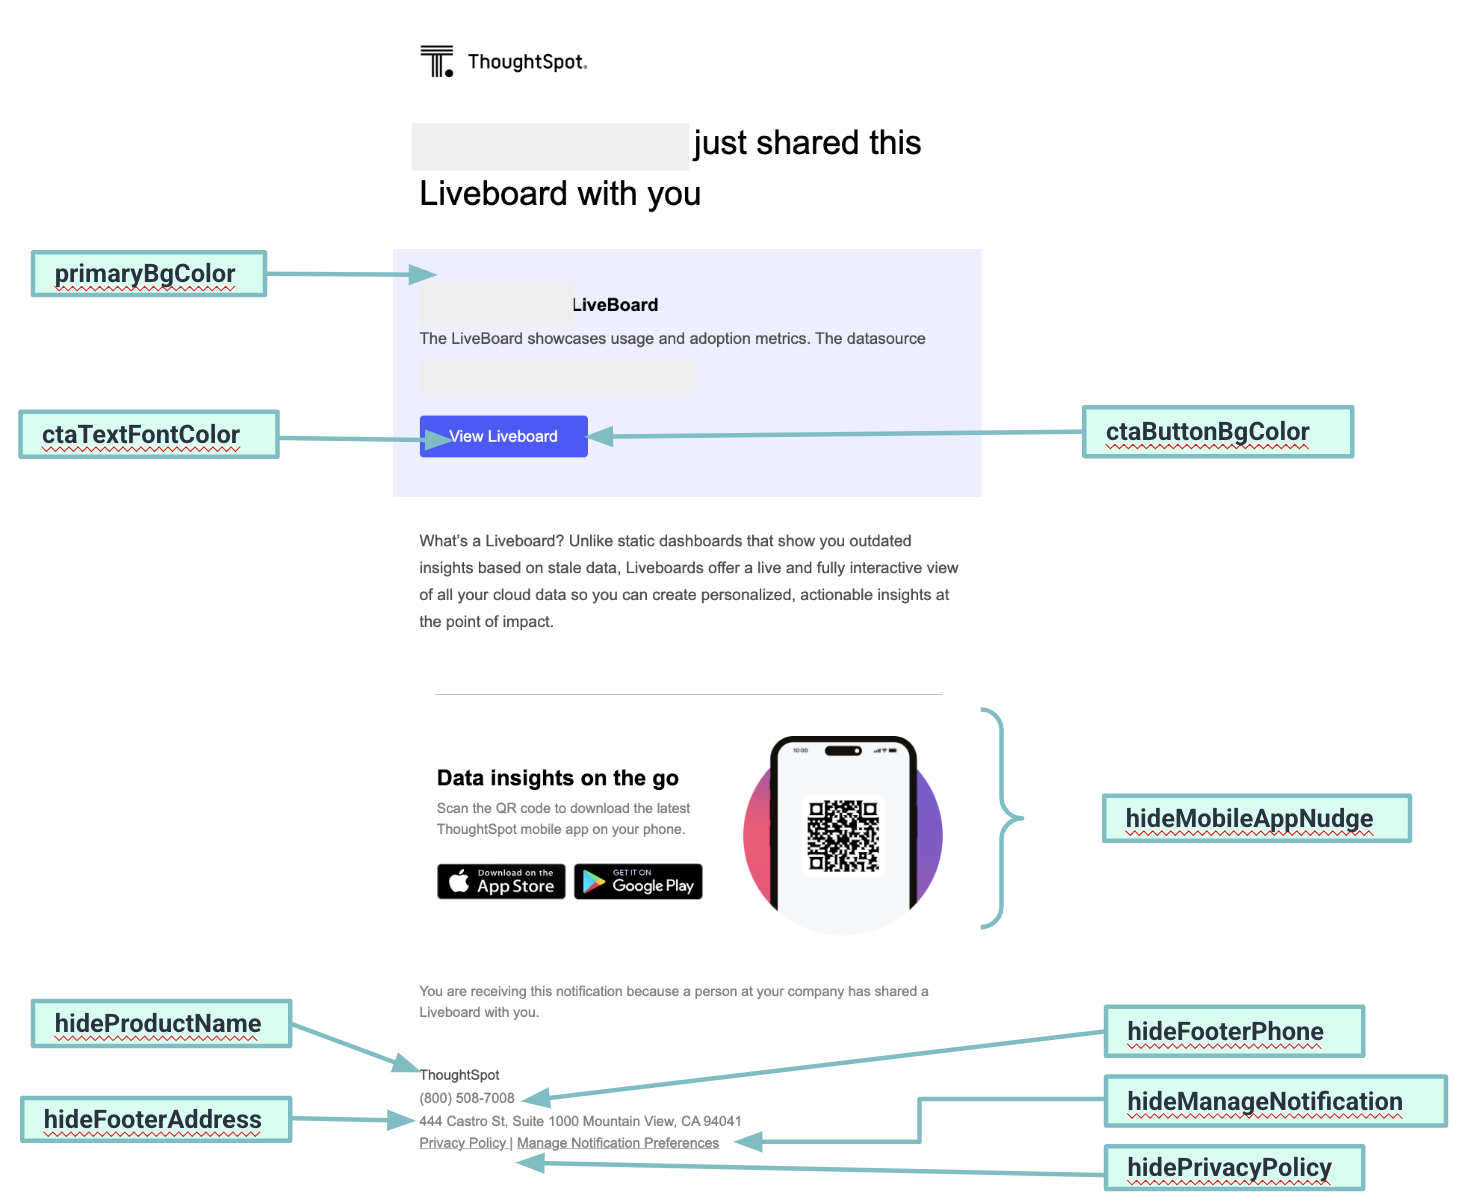 ThoughtSpot.
just shared this
Liveboard with you
primaryBgColor
LiveBoard
The LiveBoard showcases usage and adoption metrics. The datasource
ctaTextFontColor
View Liveboard
ctaButtonBgColor
What's a Liveboard? Unlike static dashboards that show you outdated
insights based on stale data, Liveboards offer a live and fully interactive view
of all your cloud data so you can create personalized, actionable insights at
the point of impact.
10:00
Data insights on the go
Scan the QR code to download the latest
ThoughtSpot mobile app on your phone.
Download on the
App Store
GET IT ON
Google Play
hideMobileAppNudge
You are receiving this notification because a person at your company has shared a
Liveboard with you.
hideProductName
hideFooterPhone
ThoughtSpot
(800) 508-7008
hideManageNotification
hideFooterAddress
444 Castro St, Suite 1000 Mountain View, CA 94041
Privacy Policy | Manage Notification Preferences
hidePrivacyPolicy